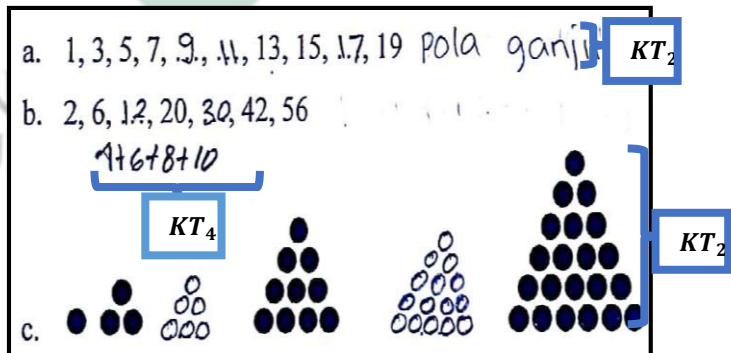 a. 1, 3, 5, 7, 9, 11, 13, 15, 17, 19 pola ganjil KT₂
b. 2, 6, 12, 20, 30, 42, 56
4+6+8+10
KT₄
KT₂
c.